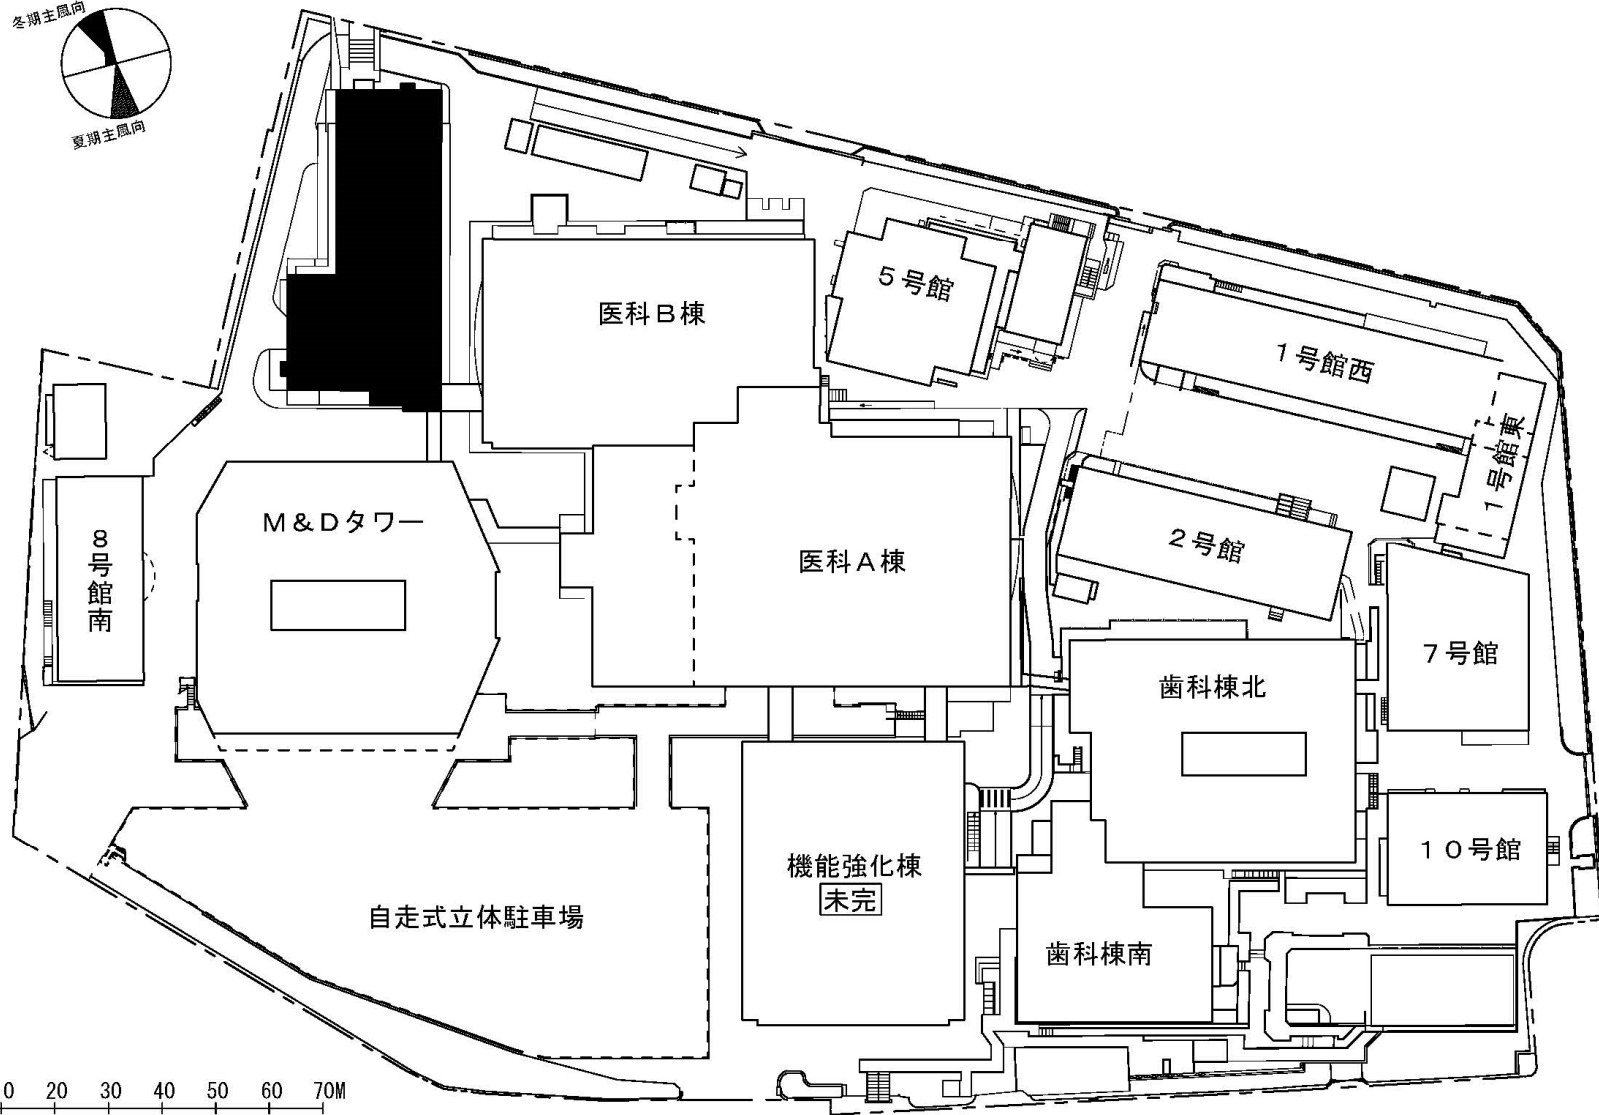 冬期主風向
夏期主風向
5号館
医科B棟
1号館西
1号館東
M&Dタワー
8号館南
医科A棟
2号館
7号館
歯科棟北
機能強化棟
未完
10号館
自走式立体駐車場
歯科棟南
0 20 30 40 50 60 70M